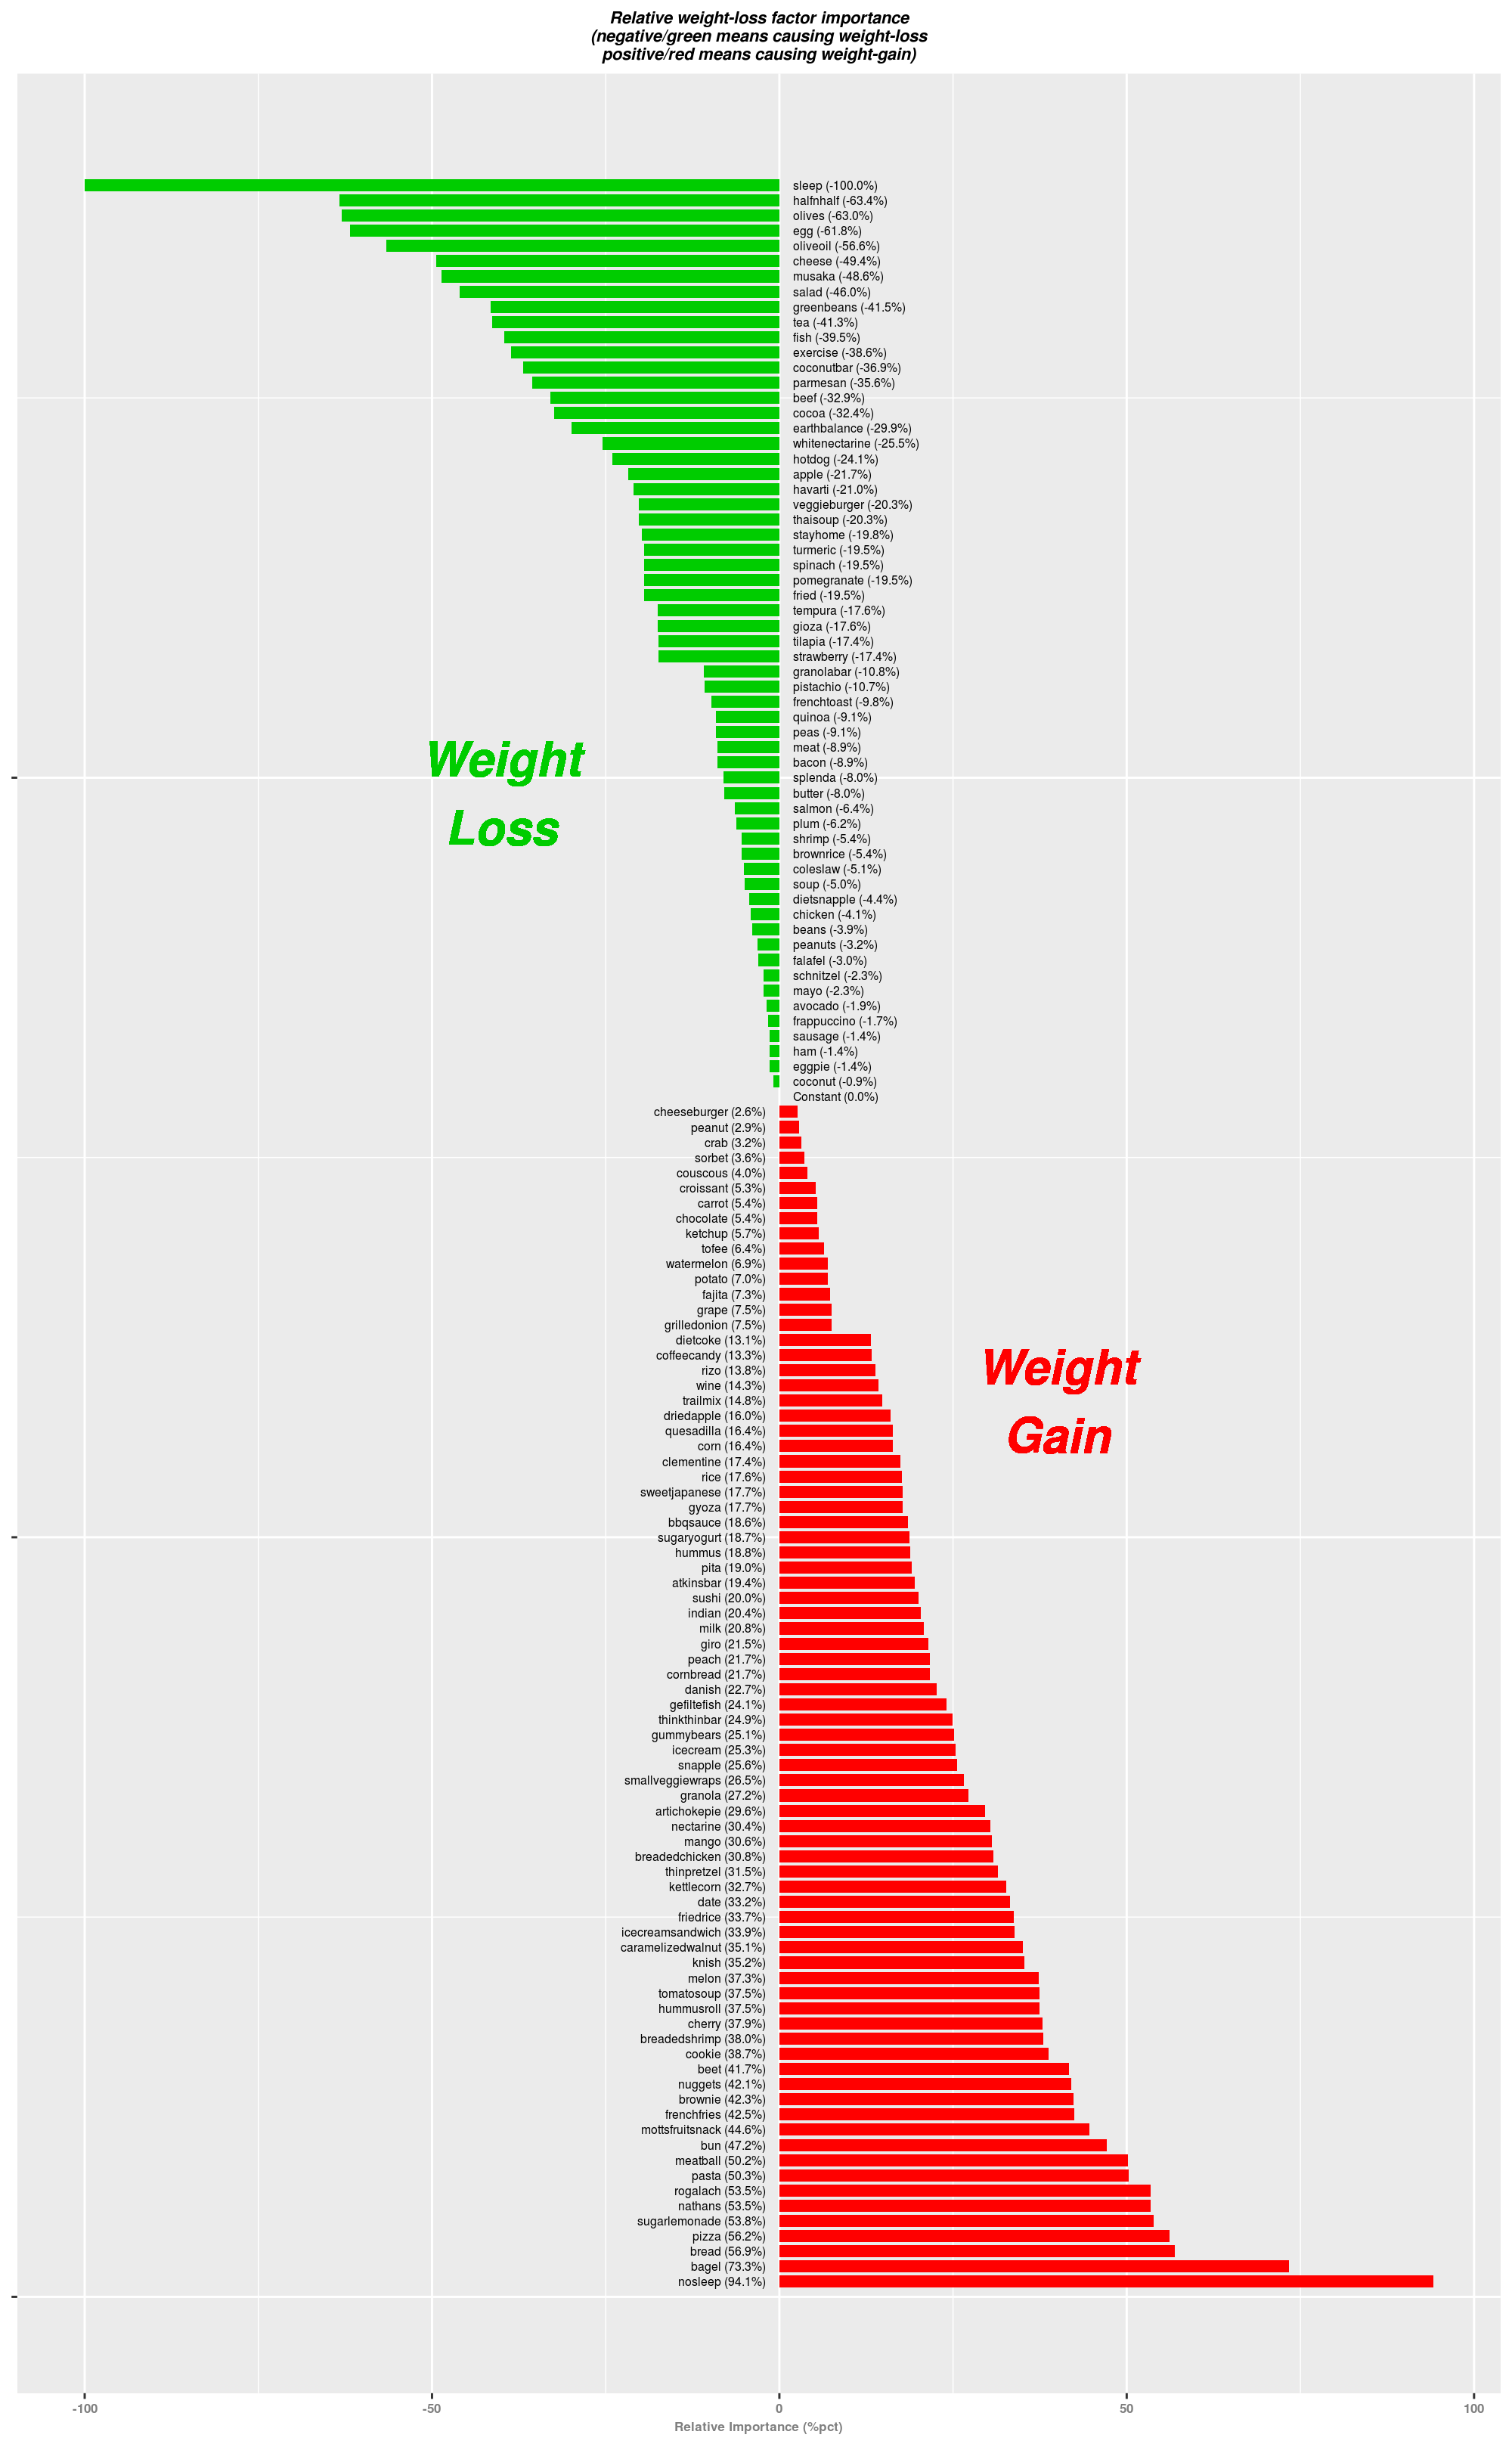 Relative weight-loss factor importance
(negative/green means causing weight-loss
positive/red means causing weight-gain)
sleep (-100.0%)
halfnhalf (-63.4%)
olives (-63.0%)
egg (-61.8%)
oliveoil (-56.6%)
cheese (-49.4%)
musaka (-48.6%)
salad (-46.0%)
greenbeans (-41.5%)
tea (-41.3%)
fish (-39.5%)
exercise (-38.6%)
coconutbar (-36.9%)
parmesan (-35.6%)
beef (-32.9%)
cocoa (-32.4%)
earthbalance (-29.9%)
whitenectarine (-25.5%)
hotdog (-24.1%)
apple (-21.7%)
havarti (-21.0%)
veggieburger (-20.3%)
thaisoup (-20.3%)
stayhome (-19.8%)
turmeric (-19.5%)
spinach (-19.5%)
pomegranate (-19.5%)
fried (-19.5%)
tempura (-17.6%)
gioza (-17.6%)
tilapia (-17.4%)
strawberry (-17.4%)
granolabar (-10.8%)
pistachio (-10.7%)
frenchtoast (-9.8%)
quinoa (-9.1%)
peas (-9.1%)
meat (-8.9%)
bacon (-8.9%)
splenda (-8.0%)
butter (-8.0%)
salmon (-6.4%)
plum (-6.2%)
shrimp (-5.4%)
brownrice (-5.4%)
coleslaw (-5.1%)
soup (-5.0%)
dietsnapple (-4.4%)
chicken (-4.1%)
beans (-3.9%)
peanuts (-3.2%)
falafel (-3.0%)
schnitzel (-2.3%)
mayo (-2.3%)
avocado (-1.9%)
frappuccino (-1.7%)
sausage (-1.4%)
ham (-1.4%)
eggpie (-1.4%)
coconut (-0.9%)
Constant (0.0%)
Weight
Loss
cheeseburger (2.6%)
peanut (2.9%)
crab (3.2%)
sorbet (3.6%)
couscous (4.0%)
croissant (5.3%)
carrot (5.4%)
chocolate (5.4%)
ketchup (5.7%)
tofee (6.4%)
watermelon (6.9%)
potato (7.0%)
fajita (7.3%)
grape (7.5%)
grilledonion (7.5%)
dietcoke (13.1%)
coffeecandy (13.3%)
rizo (13.8%)
wine (14.3%)
trailmix (14.8%)
driedapple (16.0%)
quesadilla (16.4%)
corn (16.4%)
clementine (17.4%)
rice (17.6%)
sweetjapanese (17.7%)
gyoza (17.7%)
bbqsauce (18.6%)
sugaryogurt (18.7%)
hummus (18.8%)
pita (19.0%)
atkinsbar (19.4%)
sushi (20.0%)
indian (20.4%)
milk (20.8%)
giro (21.5%)
peach (21.7%)
cornbread (21.7%)
danish (22.7%)
gefiltefish (24.1%)
thinkthinbar (24.9%)
gummybears (25.1%)
icecream (25.3%)
snapple (25.6%)
smallveggiewraps (26.5%)
granola (27.2%)
artichokepie (29.6%)
nectarine (30.4%)
mango (30.6%)
breadedchicken (30.8%)
thinpretzel (31.5%)
kettlecorn (32.7%)
date (33.2%)
friedrice (33.7%)
icecreamsandwich (33.9%)
caramelizedwalnut (35.1%)
knish (35.2%)
melon (37.3%)
tomatosoup (37.5%)
hummusroll (37.5%)
cherry (37.9%)
breadedshrimp (38.0%)
cookie (38.7%)
beet (41.7%)
nuggets (42.1%)
brownie (42.3%)
frenchfries (42.5%)
mottsfruitsnack (44.6%)
bun (47.2%)
meatball (50.2%)
pasta (50.3%)
rogalach (53.5%)
nathans (53.5%)
sugarlemonade (53.8%)
pizza (56.2%)
bread (56.9%)
bagel (73.3%)
nosleep (94.1%)
Weight
Gain
-100 -50 0 50 100
Relative Importance (%pct)